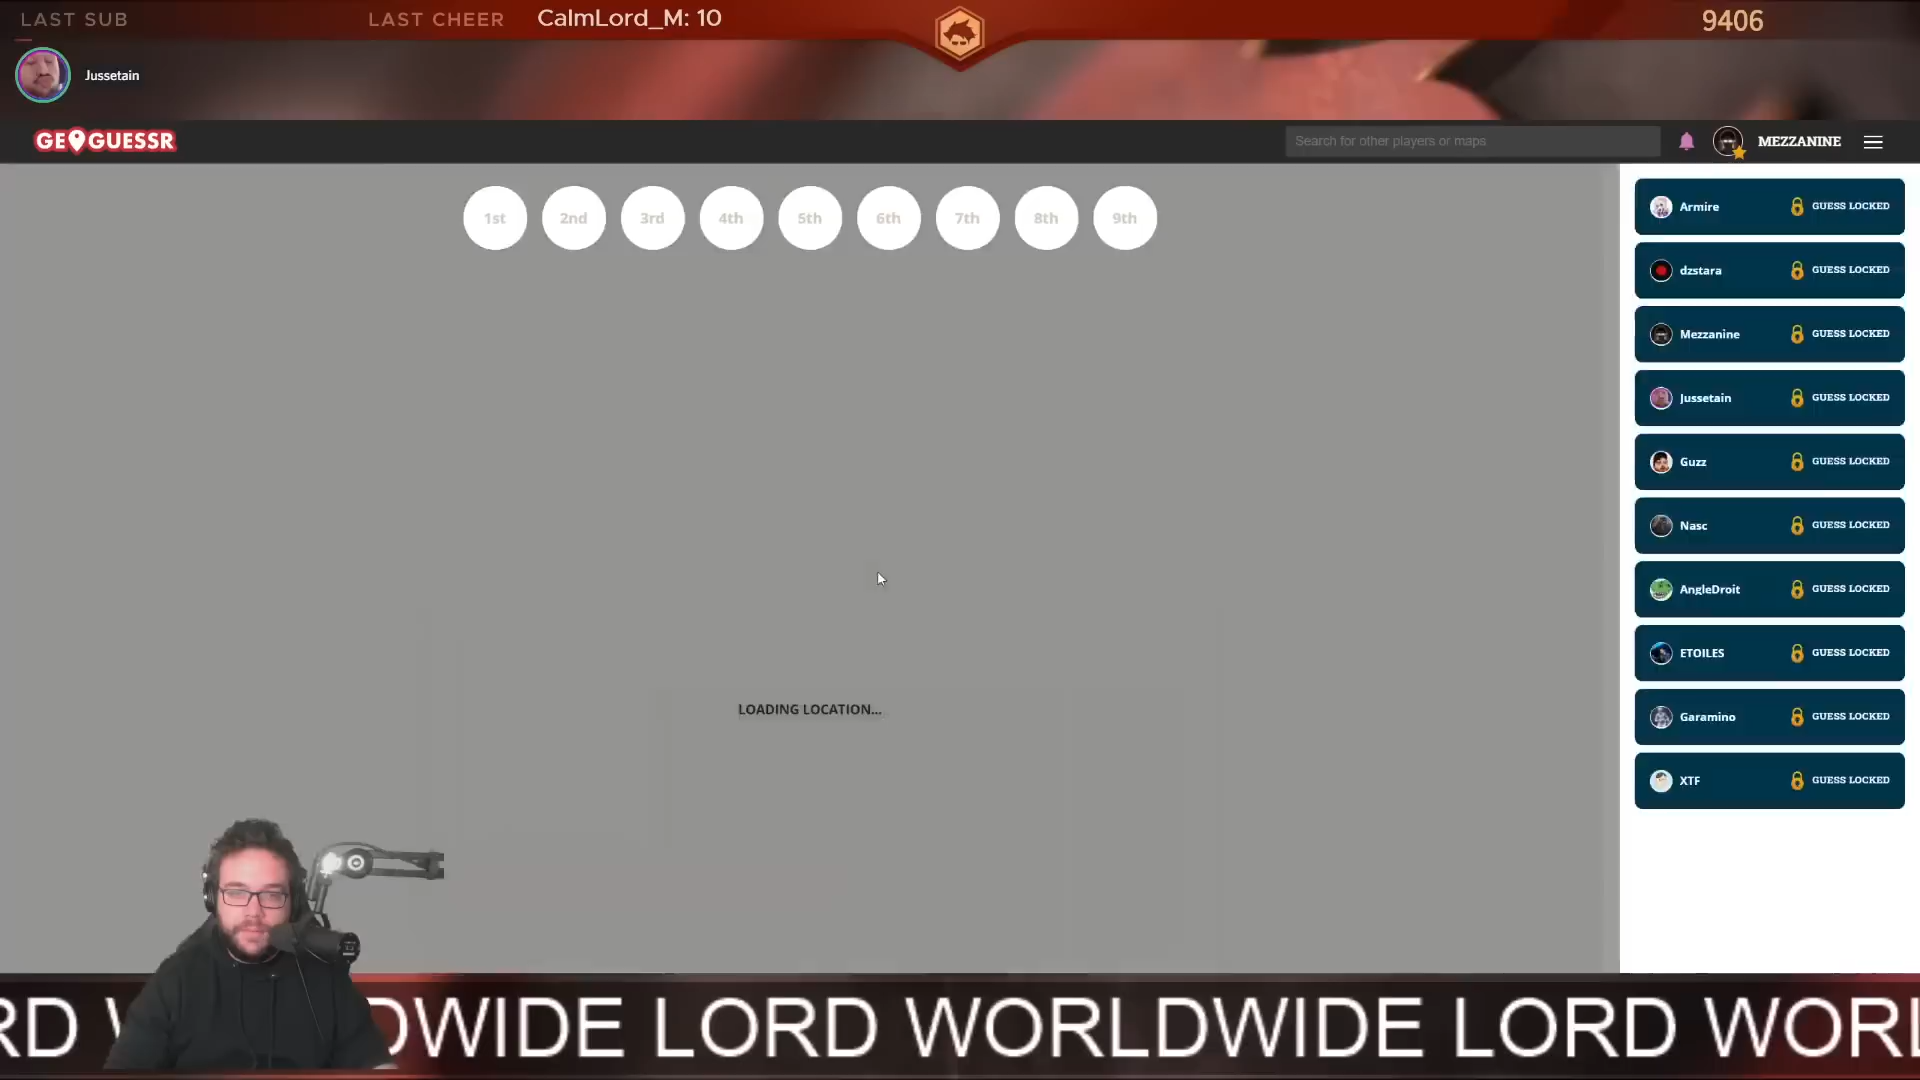 LAST SUB
LAST CHEER CalmLord_M: 10
9406
Jussetain
GEOGUESSR
Search for other players or maps
MEZZANINE
1st 2nd 3rd 4th 5th 6th 7th 8th 9th
Armire GUESS LOCKED
dzstara GUESS LOCKED
Mezzanine GUESS LOCKED
Jussetain GUESS LOCKED
Guzz GUESS LOCKED
Nasc GUESS LOCKED
AngleDroit GUESS LOCKED
ETOILES GUESS LOCKED
Garamino GUESS LOCKED
XTF GUESS LOCKED
LOADING LOCATION...
RD W DWIDE LORD WORLDWIDE LORD WORL